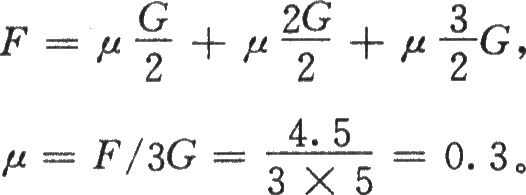 F = μ G/2 + μ 2G/2 + μ 3/2 G,
μ = F/3G = 4.5/(3 × 5) = 0.3。